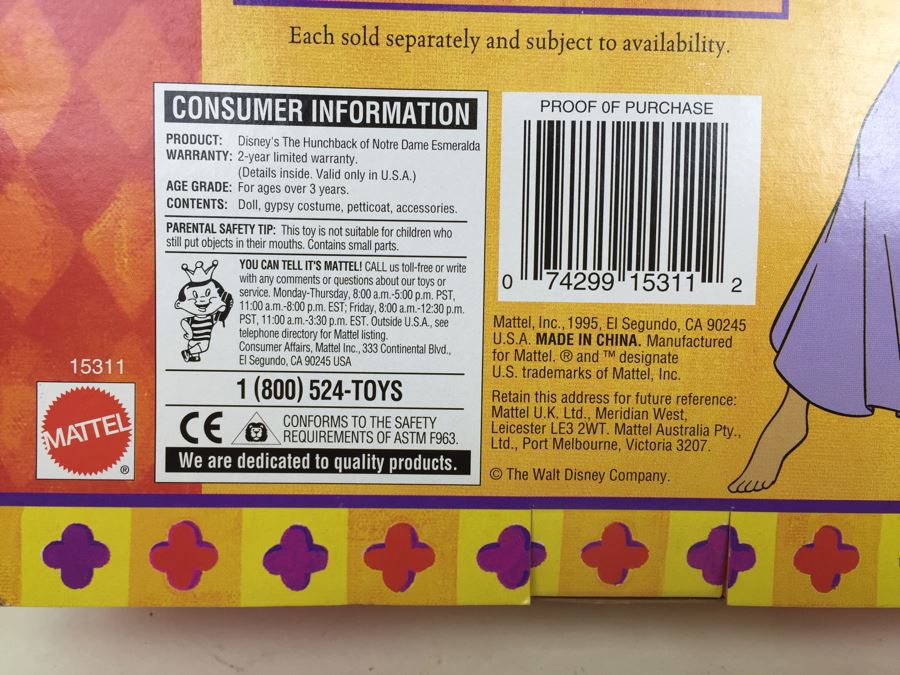 Each sold separately and subject to availability.
CONSUMER INFORMATION
PRODUCT: Disney's The Hunchback of Notre Dame Esmeralda
WARRANTY: 2-year limited warranty.
(Details inside. Valid only in U.S.A.)
AGE GRADE: For ages over 3 years.
CONTENTS: Doll, gypsy costume, petticoat, accessories.
PARENTAL SAFETY TIP: This toy is not suitable for children who
still put objects in their mouths. Contains small parts.
YOU CAN TELL IT'S MATTEL! CALL us toll-free or write
with any comments or questions about our toys or
service. Monday-Thursday, 8:00 a.m.-5:00 p.m. PST,
11:00 a.m.-8:00 p.m. EST; Friday, 8:00 a.m.-12:30 p.m.
PST, 11:00 a.m.-3:30 p.m. EST. Outside U.S.A., see
telephone directory for Mattel listing.
Consumer Affairs, Mattel Inc., 333 Continental Blvd.,
El Segundo, CA 90245 USA
1 (800) 524-TOYS
CE CONFORMS TO THE SAFETY
REQUIREMENTS OF ASTM F963.
We are dedicated to quality products.
15311
MATTEL
®
PROOF OF PURCHASE
0 74299 15311 2
Mattel, Inc., 1995, El Segundo, CA 90245
U.S.A. MADE IN CHINA. Manufactured
for Mattel. ® and ™ designate
U.S. trademarks of Mattel, Inc.
Retain this address for future reference:
Mattel U.K. Ltd., Meridian West,
Leicester LE3 2WT. Mattel Australia Pty.,
Ltd., Port Melbourne, Victoria 3207.
© The Walt Disney Company.